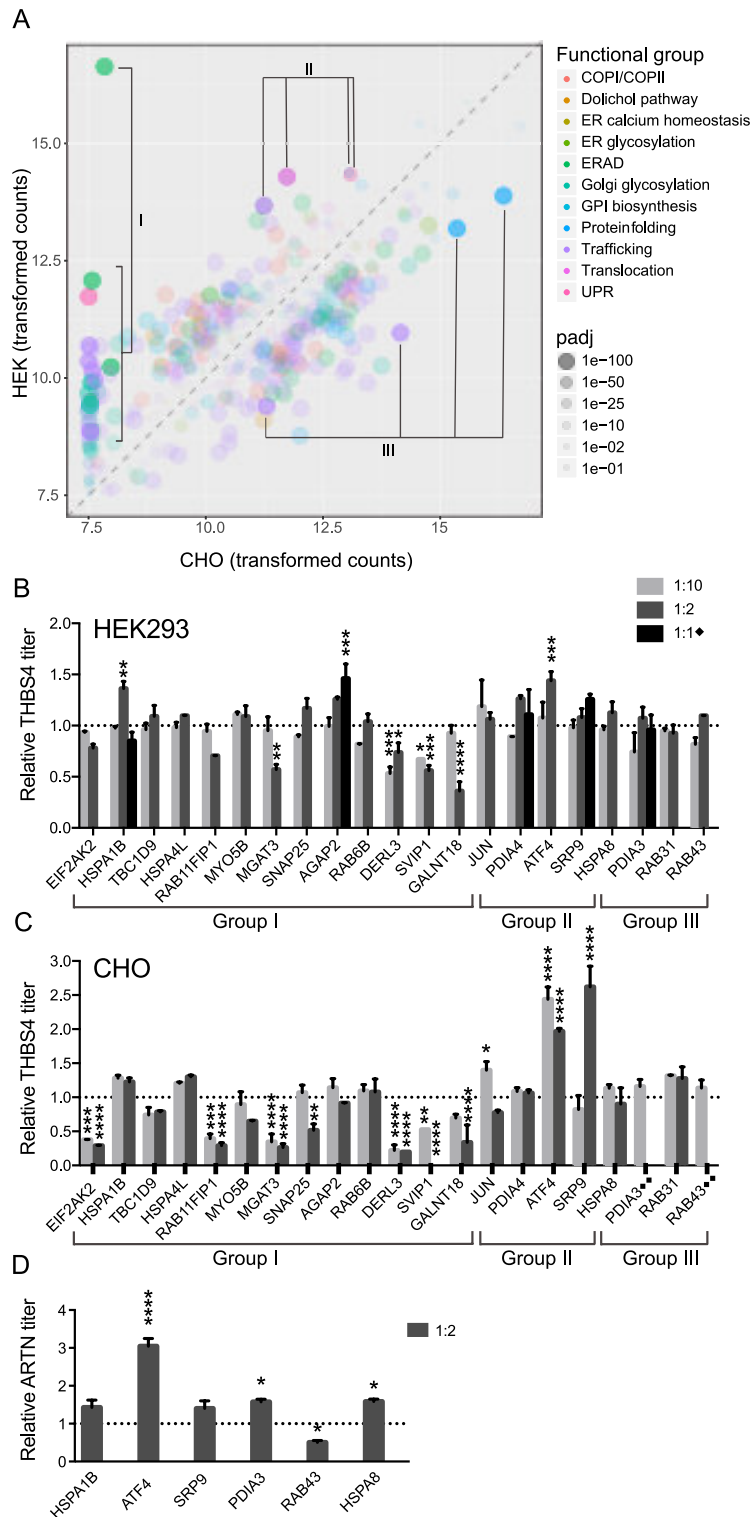 A
HEK (transformed counts)
15.0
12.5
10.0
7.5
7.5
10.0
12.5
15
CHO (transformed counts)
I
II
III
Functional group
COPI/COPII
Dolichol pathway
ER calcium homeostasis
ER glycosylation
ERAD
Golgi glycosylation
GPI biosynthesis
Proteinfolding
Trafficking
Translocation
UPR
padj
1e−100
1e−50
1e−25
1e−10
1e−02
1e−01
B
HEK293
1:10
1:2
1:1◆
Relative THBS4 titer
2.0
1.5
1.0
0.5
0.0
**
**
***
***
**
*
***
****
***
EIF2AK2
HSPA1B
TBC1D9
HSPA4L
RAB11FIP1
MYO5B
MGAT3
SNAP25
AGAP2
RAB6B
DERL3
SVIP1
GALNT18
JUN
PDIA4
ATF4
SRP9
HSPA8
PDIA3
RAB31
RAB43
Group I
Group II
Group III
C
CHO
Relative THBS4 titer
3.0
2.5
2.0
1.5
1.0
0.5
0.0
***
****
****
****
****
****
***
****
****
**
****
****
*
****
****
****
EIF2AK2
HSPA1B
TBC1D9
HSPA4L
RAB11FIP1
MYO5B
MGAT3
SNAP25
AGAP2
RAB6B
DERL3
SVIP1
GALNT18
JUN
PDIA4
ATF4
SRP9
HSPA8
PDIA3▪▪
RAB31
RAB43▪▪
Group I
Group II
Group III
D
Relative ARTN titer
4
3
2
1
0
****
*
*
*
1:2
HSPA1B
ATF4
SRP9
PDIA3
RAB43
HSPA8